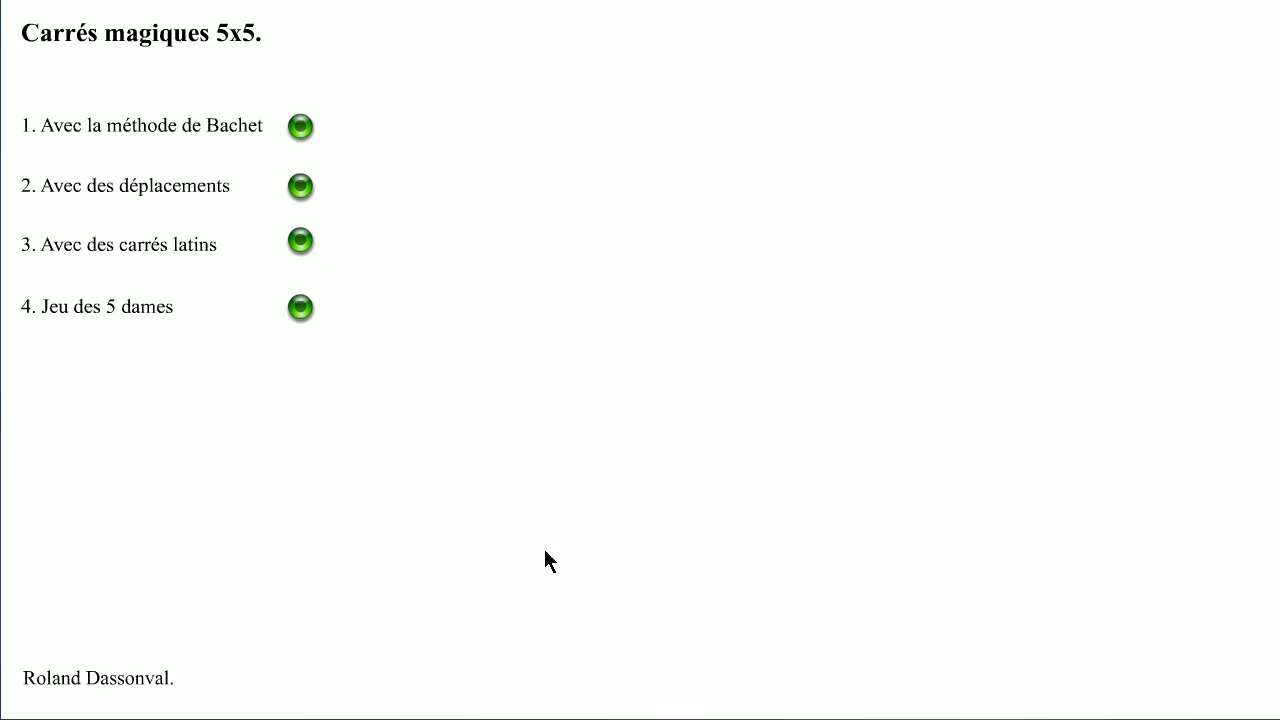 Carrés magiques 5x5.
1. Avec la méthode de Bachet
2. Avec des déplacements
3. Avec des carrés latins
4. Jeu des 5 dames
Roland Dassonval.